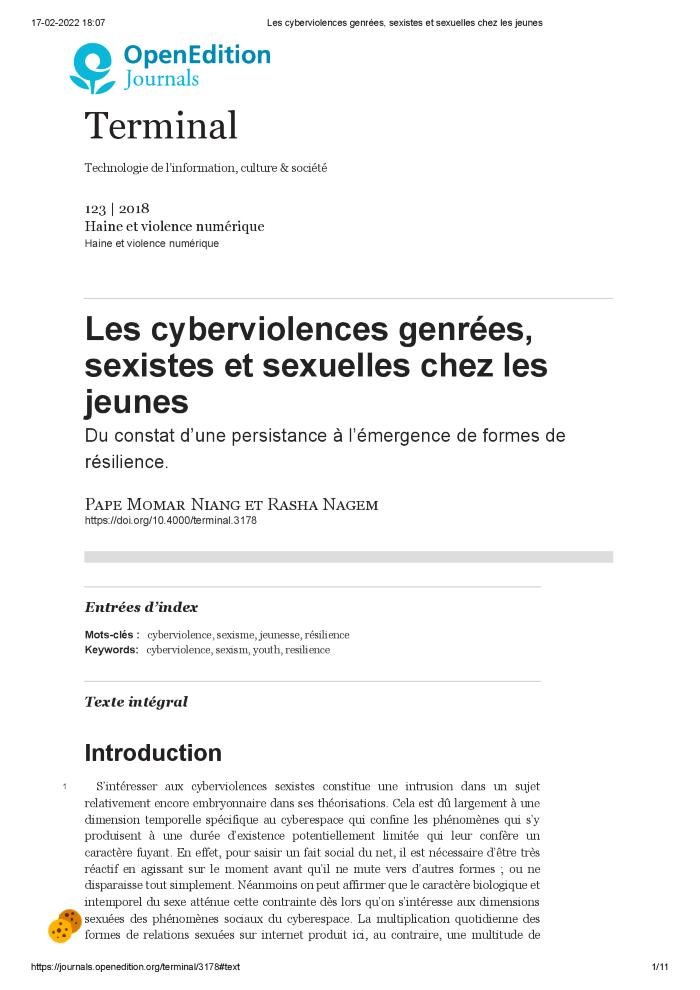 17-02-2022 18:07
Les cyberviolences genrées, sexistes et sexuelles chez les jeunes
OpenEdition
Journals
Terminal
Technologie de l'information, culture & société
123 | 2018
Haine et violence numérique
Haine et violence numérique
Les cyberviolences genrées,
sexistes et sexuelles chez les
jeunes
Du constat d'une persistance à l'émergence de formes de
résilience.
Pape Momar Niang et Rasha Nagem
https://doi.org/10.4000/terminal.3178
Entrées d'index
Mots-clés : cyberviolence, sexisme, jeunesse, résilience
Keywords: cyberviolence, sexism, youth, resilience
Texte intégral
Introduction
1 S'intéresser aux cyberviolences sexistes constitue une intrusion dans un sujet
relativement encore embryonnaire dans ses théorisations. Cela est dû largement à une
dimension temporelle spécifique au cyberespace qui confine les phénomènes qui s'y
produisent à une durée d'existence potentiellement limitée qui leur confère un
caractère fuyant. En effet, pour saisir un fait social du net, il est nécessaire d'être très
réactif en agissant sur le moment avant qu'il ne mute vers d'autres formes ; ou ne
disparaisse tout simplement. Néanmoins on peut affirmer que le caractère biologique et
intemporel du sexe atténue cette contrainte dès lors qu'on s'intéresse aux dimensions
sexuées des phénomènes sociaux du cyberespace. La multiplication quotidienne des
formes de relations sexuées sur internet produit ici, au contraire, une multitude de
https://journals.openedition.org/terminal/3178#text
1/11